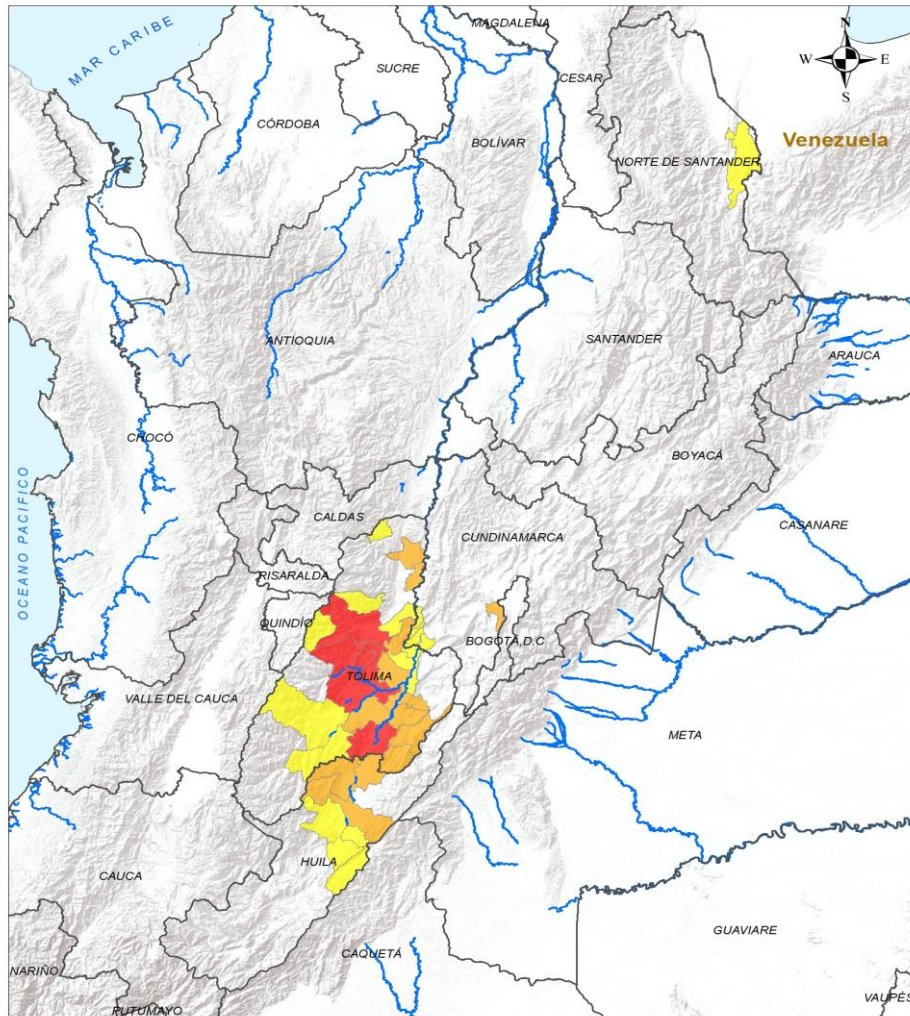 MAGDALENA
MAR CARIBE
N
SUCRE
W
E
CESAR
S
CÓRDOBA
BOLÍVAR
Venezuela
NORTE DE SANTANDER
ANTIOQUIA
SANTANDER
ARAUCA
CHOCÓ
BOYACÁ
OCEANO PACIFICO
CALDAS
CASANARE
CUNDINAMARCA
RISARALDA
QUINDÍO
BOGOTÁ,D.C
TOLIMA
VALLE DEL CAUCA
META
HUILA
CAUCA
GUAVIARE
CAQUETÁ
NARIÑO
VAUPÉS
PUTUMAYO